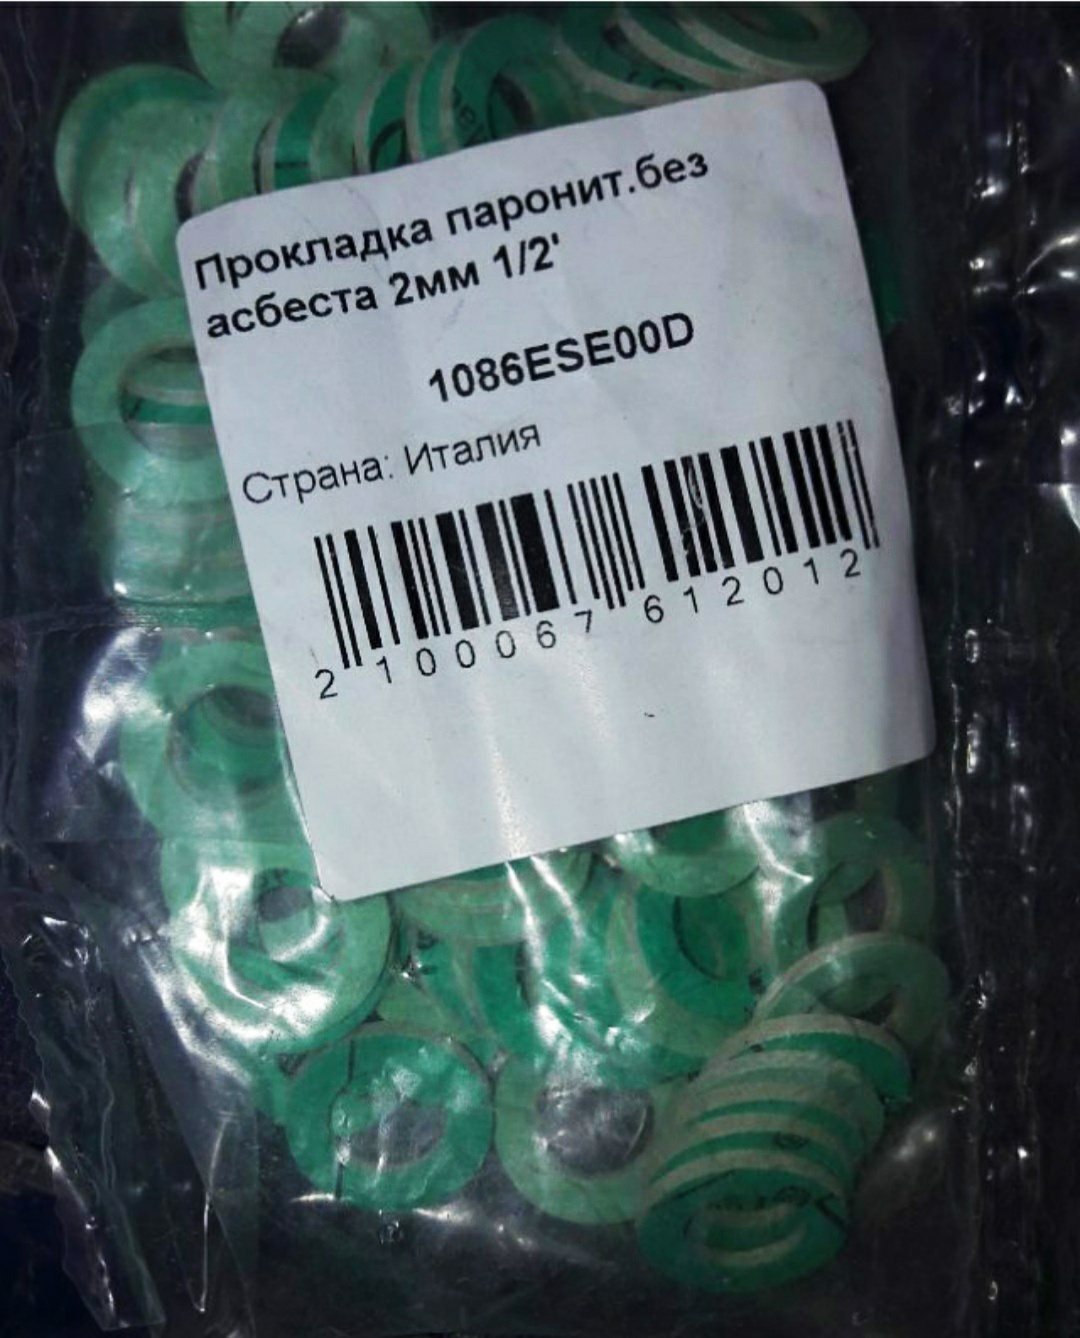 Прокладка паронит.без
асбеста 2мм 1/2'
1086ESE00D
Страна: Италия
2 100067 612012